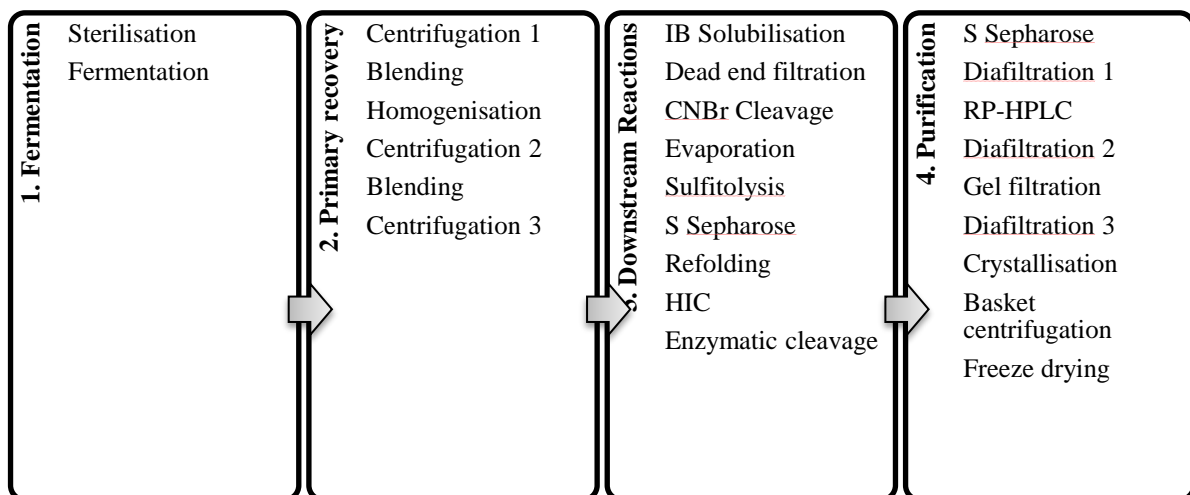 1. Fermentation
Sterilisation
Fermentation
2. Primary recovery
Centrifugation 1
Blending
Homogenisation
Centrifugation 2
Blending
Centrifugation 3
Downstream Reactions
IB Solubilisation
Dead end filtration
CNBr Cleavage
Evaporation
Sulfitolysis
S Sepharose
Refolding
HIC
Enzymatic cleavage
4. Purification
S Sepharose
Diafiltration 1
RP-HPLC
Diafiltration 2
Gel filtration
Diafiltration 3
Crystallisation
Basket
centrifugation
Freeze drying